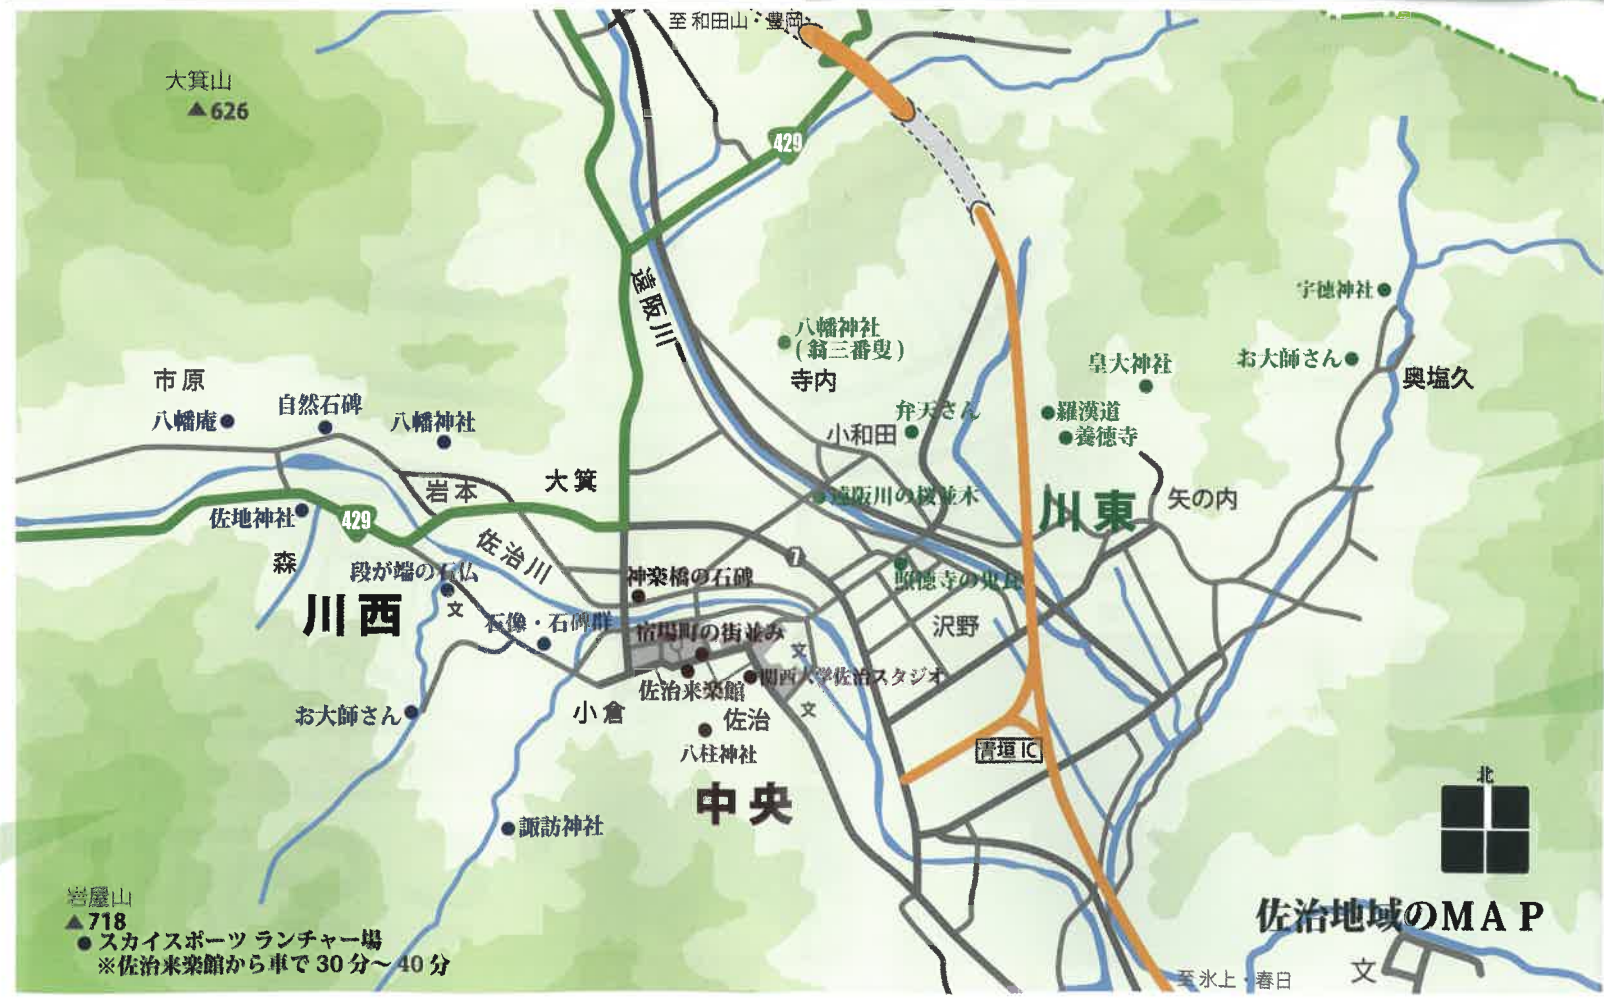 至 和田山・豊岡
大箕山
▲626
429
遠阪川
八幡神社
(翁三番叟)
寺内
宇徳神社
お大師さん
奥塩久
皇大神社
羅漢道
養徳寺
弁天さん
小和田
市原
八幡庵
自然石碑
八幡神社
岩本
大箕
遠阪川の桜並木
川東
矢の内
佐地神社
429
佐治川
森
段が端の石仏
文
川西
7
神楽橋の石碑
石像・石碑群
宿場町の街並み
照徳寺の鬼瓦
沢野
文
関西大学佐治スタジオ
佐治来楽館
文
お大師さん
小倉
佐治
八柱神社
青垣IC
中央
諏訪神社
北
岩屋山
▲718
スカイスポーツ ランチャー場
※佐治来楽館から車で30分～40分
佐治地域のMAP
文
至 氷上・春日